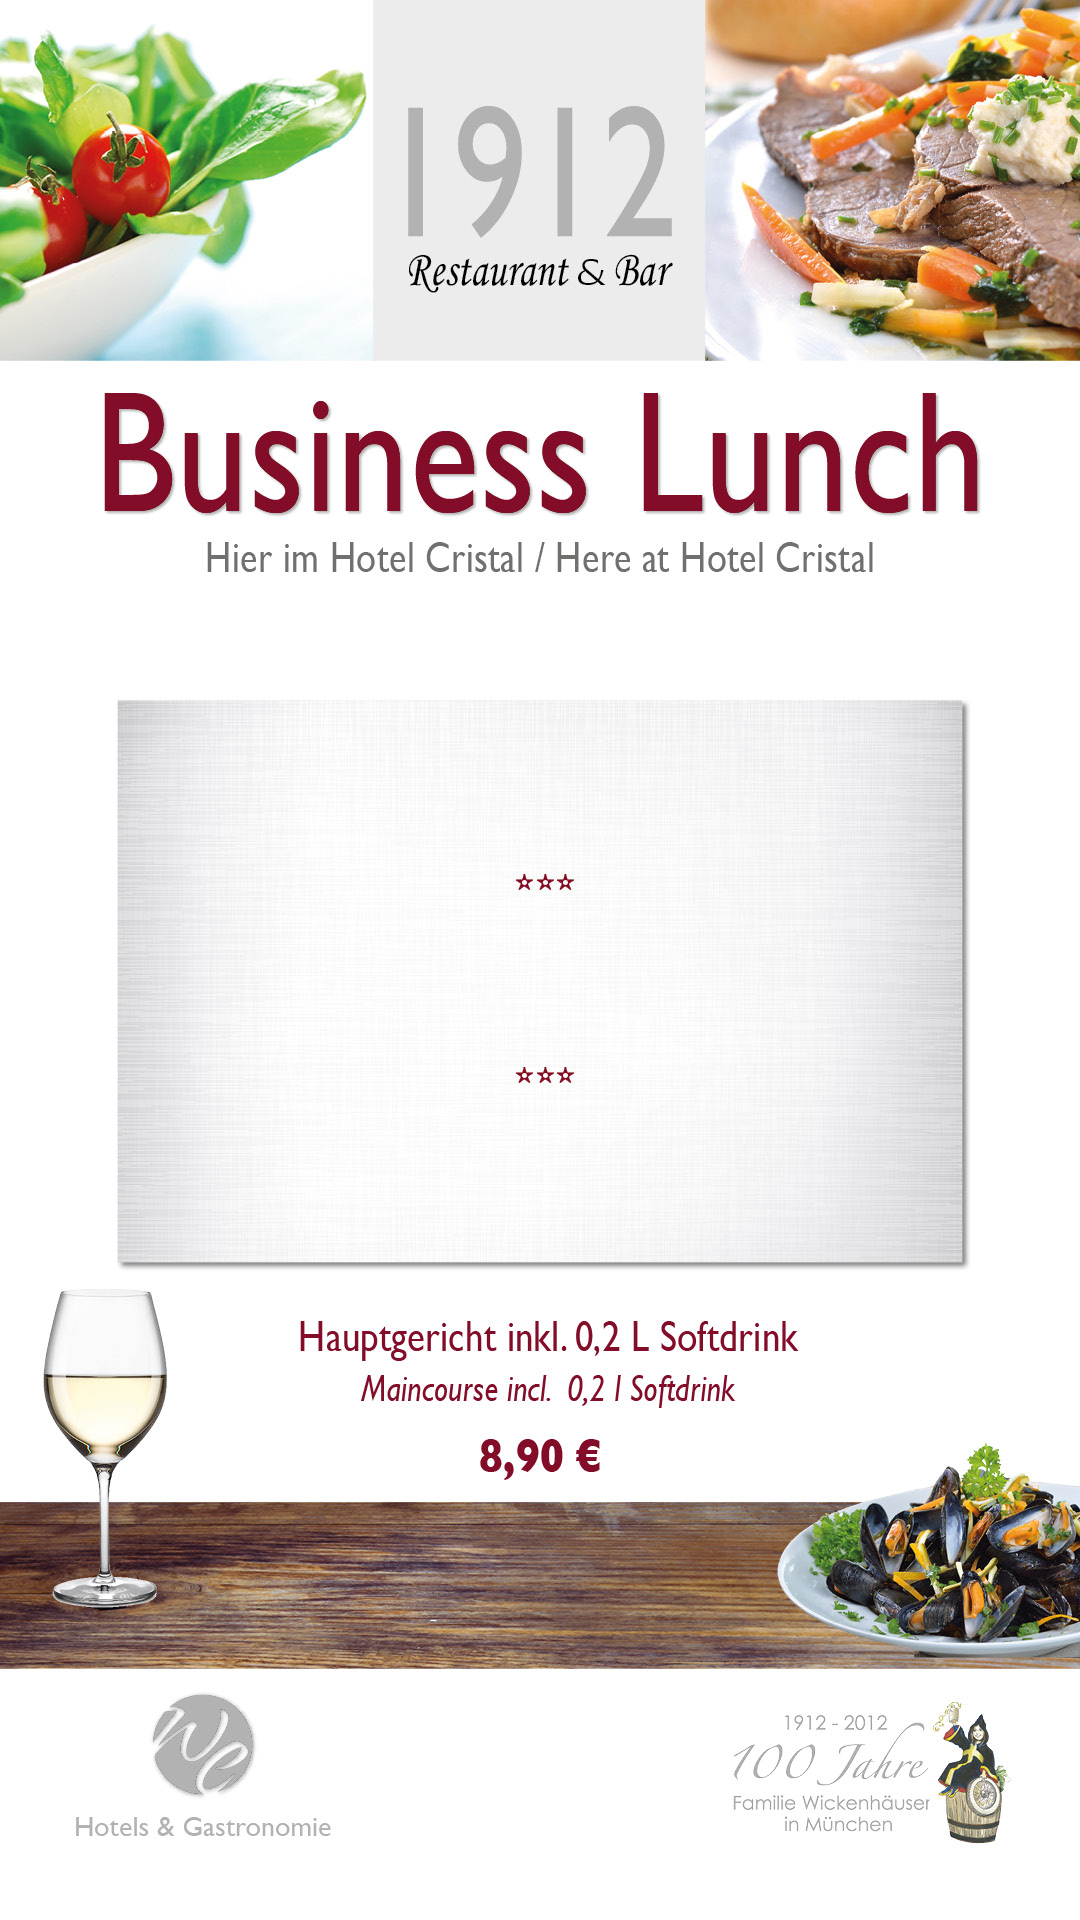 1912
Restaurant & Bar
Business Lunch
Hier im Hotel Cristal / Here at Hotel Cristal
☆☆☆
☆☆☆
Hauptgericht inkl. 0,2 L Softdrink
Maincourse incl. 0,2 l Softdrink
8,90 €
We
Hotels & Gastronomie
1912 - 2012
100 Jahre
Familie Wickenhäuser
in München